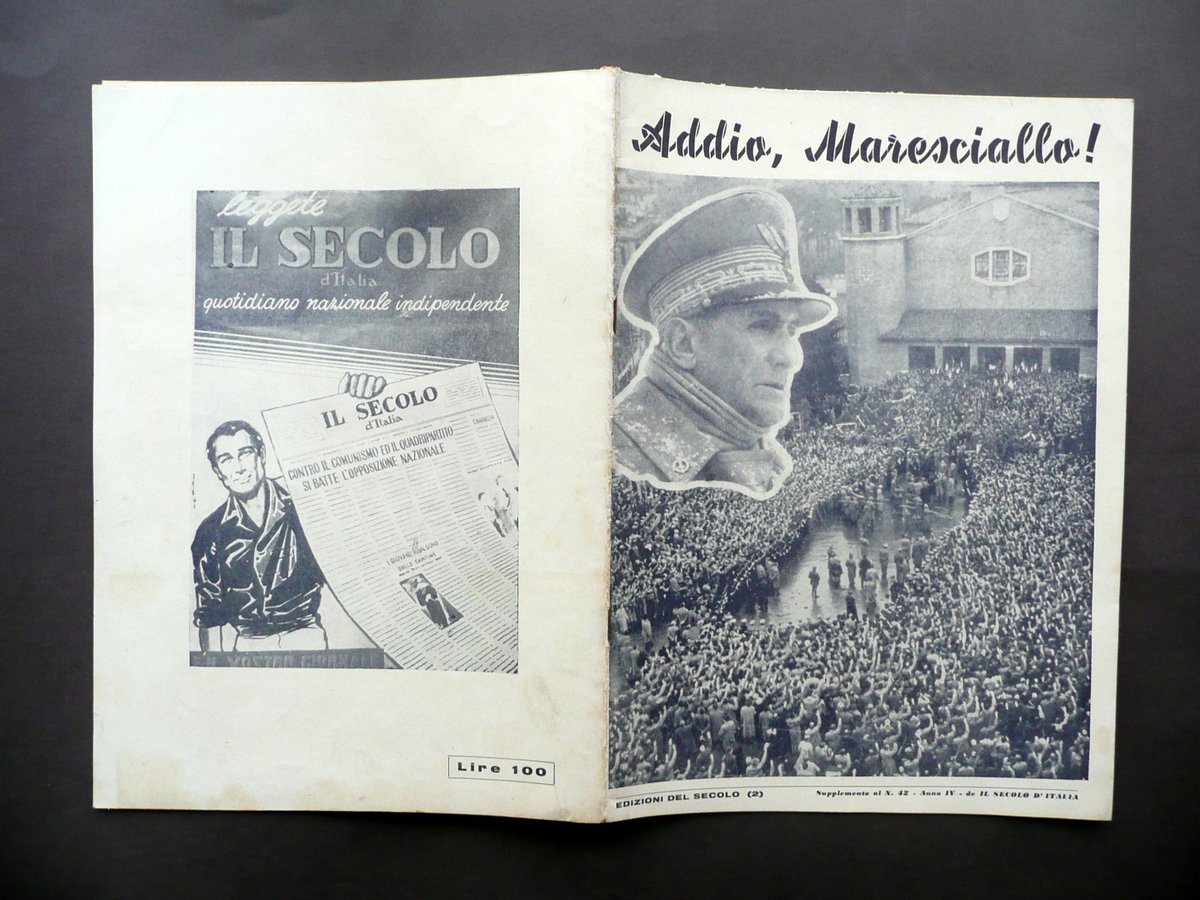 leggete
IL SECOLO
d'Italia
quotidiano nazionale indipendente
IL SECOLO
d'Italia
CONTRO IL COMUNISMO ED IL QUADRIPARTITO
SI BATTE L'OPPOSIZIONE NAZIONALE
Lire 100
Addio, Maresciallo!
EDIZIONI DEL SECOLO (2)
Supplemento al N. 42 - Anno IV - de IL SECOLO D'ITALIA